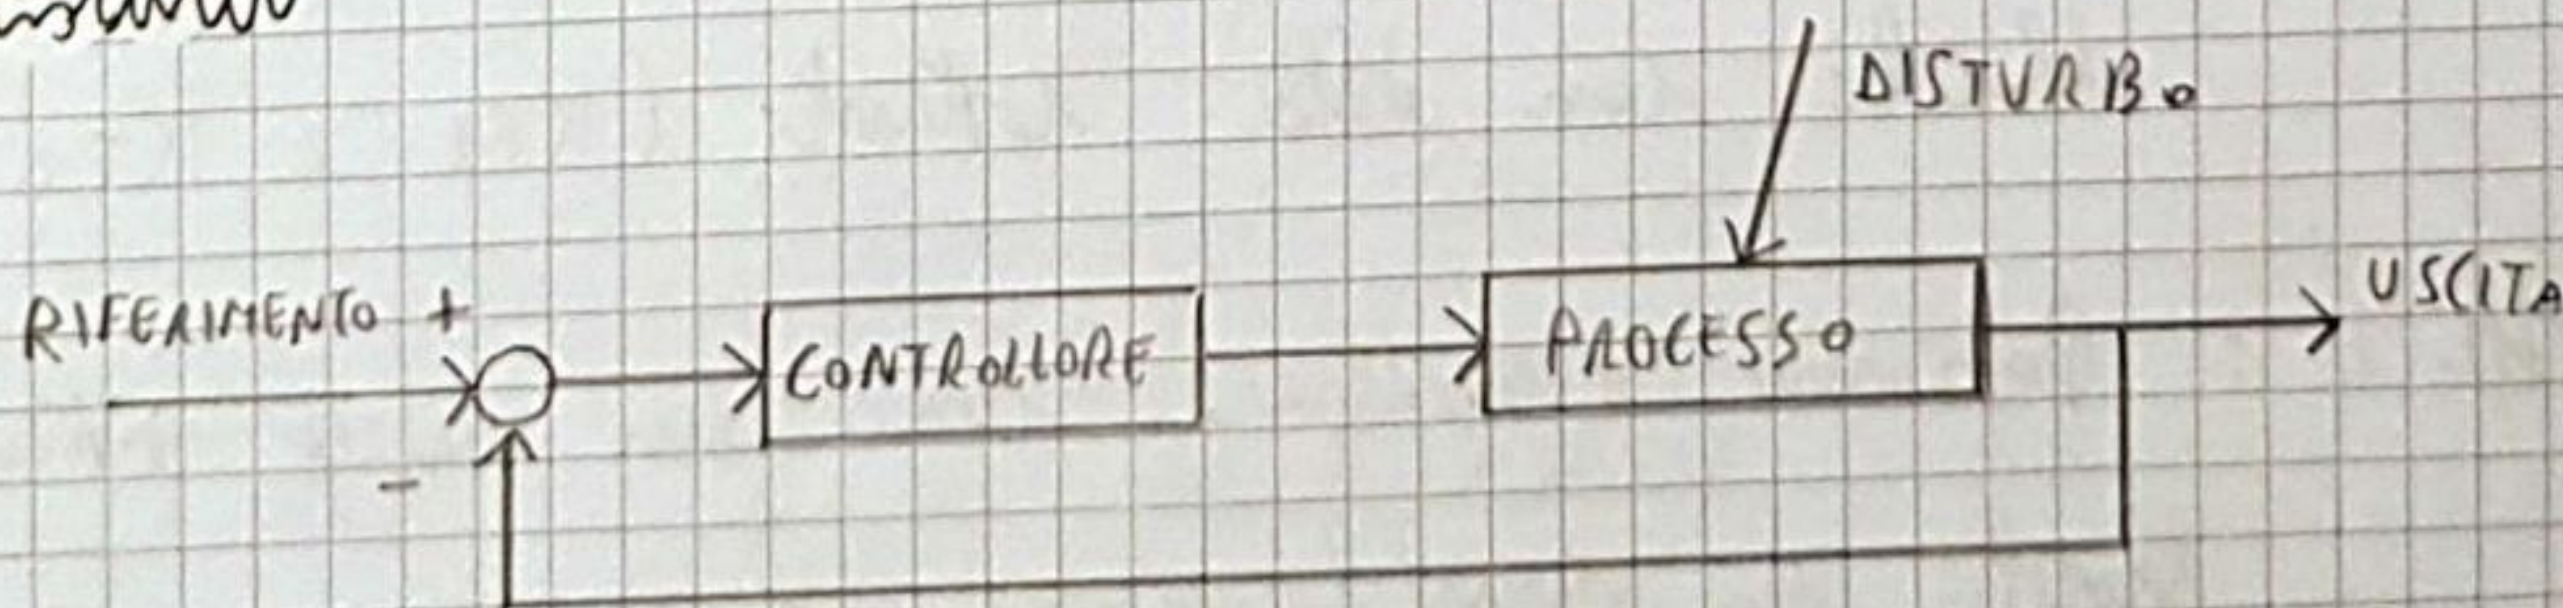 DISTURBO
RIFERIMENTO +
CONTROLLORE
PROCESSO
USCITA
-